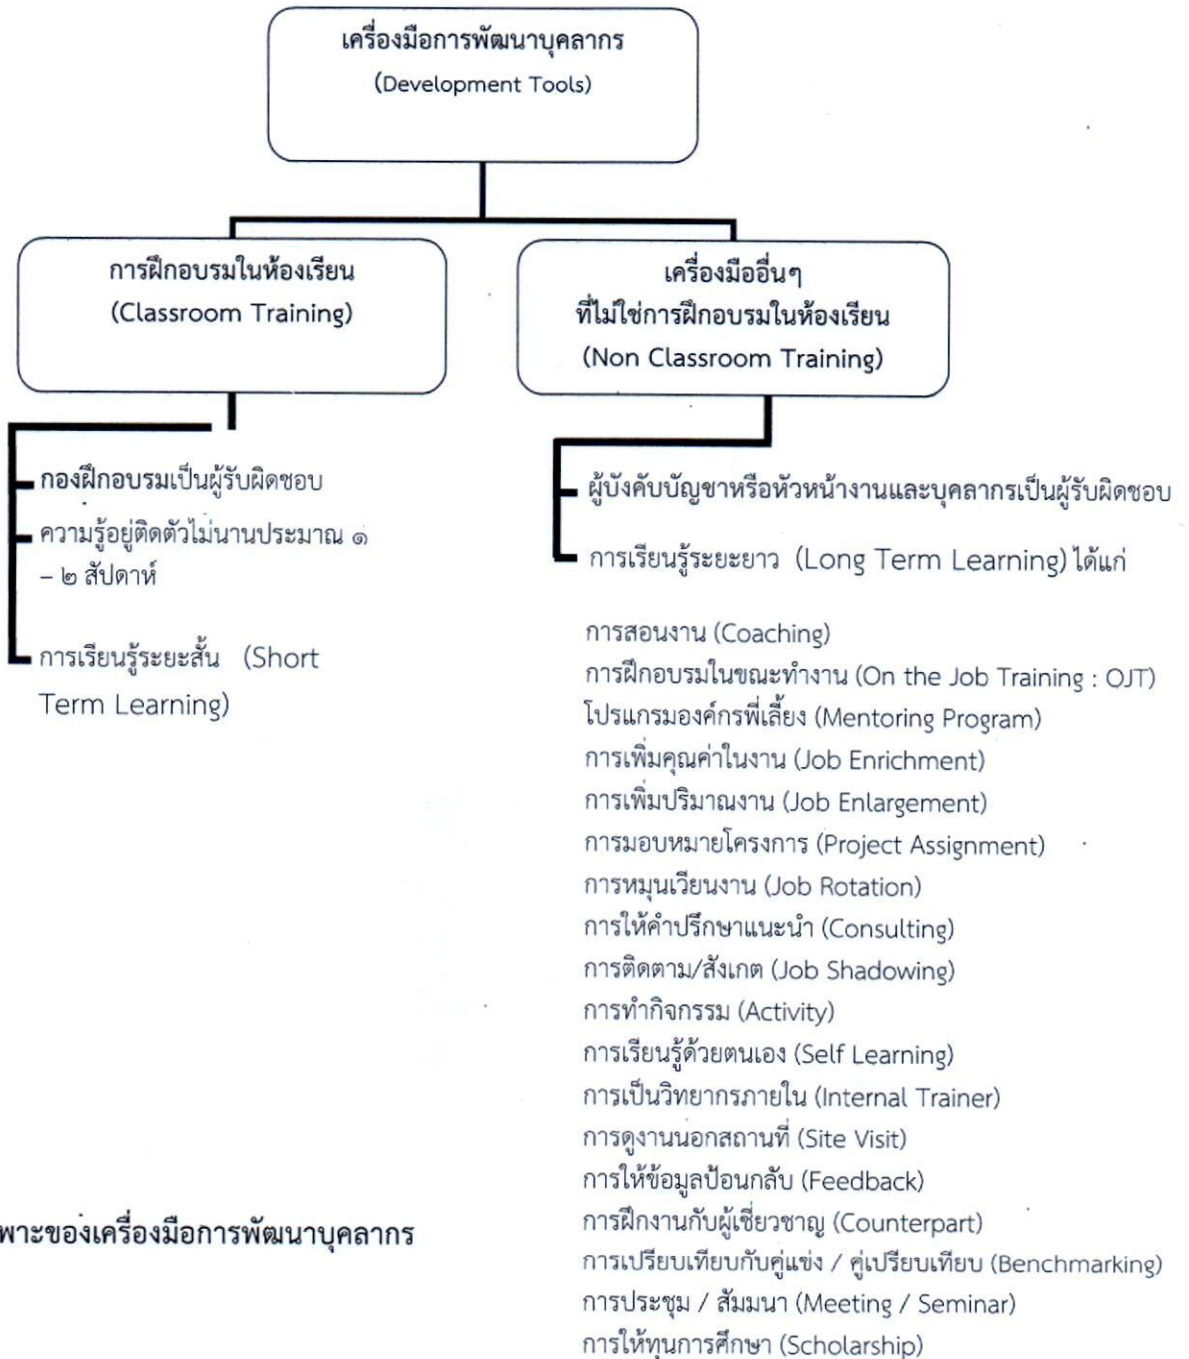 เครื่องมือการพัฒนาบุคลากร
(Development Tools)
การฝึกอบรมในห้องเรียน
(Classroom Training)
เครื่องมืออื่นๆ
ที่ไม่ใช่การฝึกอบรมในห้องเรียน
(Non Classroom Training)
กองฝึกอบรมเป็นผู้รับผิดชอบ
ความรู้อยู่ติดตัวไม่นานประมาณ ๑
– ๒ สัปดาห์
การเรียนรู้ระยะสั้น (Short
Term Learning)
ผู้บังคับบัญชาหรือหัวหน้างานและบุคลากรเป็นผู้รับผิดชอบ
การเรียนรู้ระยะยาว (Long Term Learning) ได้แก่
การสอนงาน (Coaching)
การฝึกอบรมในขณะทำงาน (On the Job Training : OJT)
โปรแกรมองค์กรพี่เลี้ยง (Mentoring Program)
การเพิ่มคุณค่าในงาน (Job Enrichment)
การเพิ่มปริมาณงาน (Job Enlargement)
การมอบหมายโครงการ (Project Assignment)
การหมุนเวียนงาน (Job Rotation)
การให้คำปรึกษาแนะนำ (Consulting)
การติดตาม/สังเกต (Job Shadowing)
การทำกิจกรรม (Activity)
การเรียนรู้ด้วยตนเอง (Self Learning)
การเป็นวิทยากรภายใน (Internal Trainer)
การดูงานนอกสถานที่ (Site Visit)
การให้ข้อมูลป้อนกลับ (Feedback)
การฝึกงานกับผู้เชี่ยวชาญ (Counterpart)
การเปรียบเทียบกับคู่แข่ง / คู่เปรียบเทียบ (Benchmarking)
การประชุม / สัมมนา (Meeting / Seminar)
การให้ทุนการศึกษา (Scholarship)
พาะของเครื่องมือการพัฒนาบุคลากร